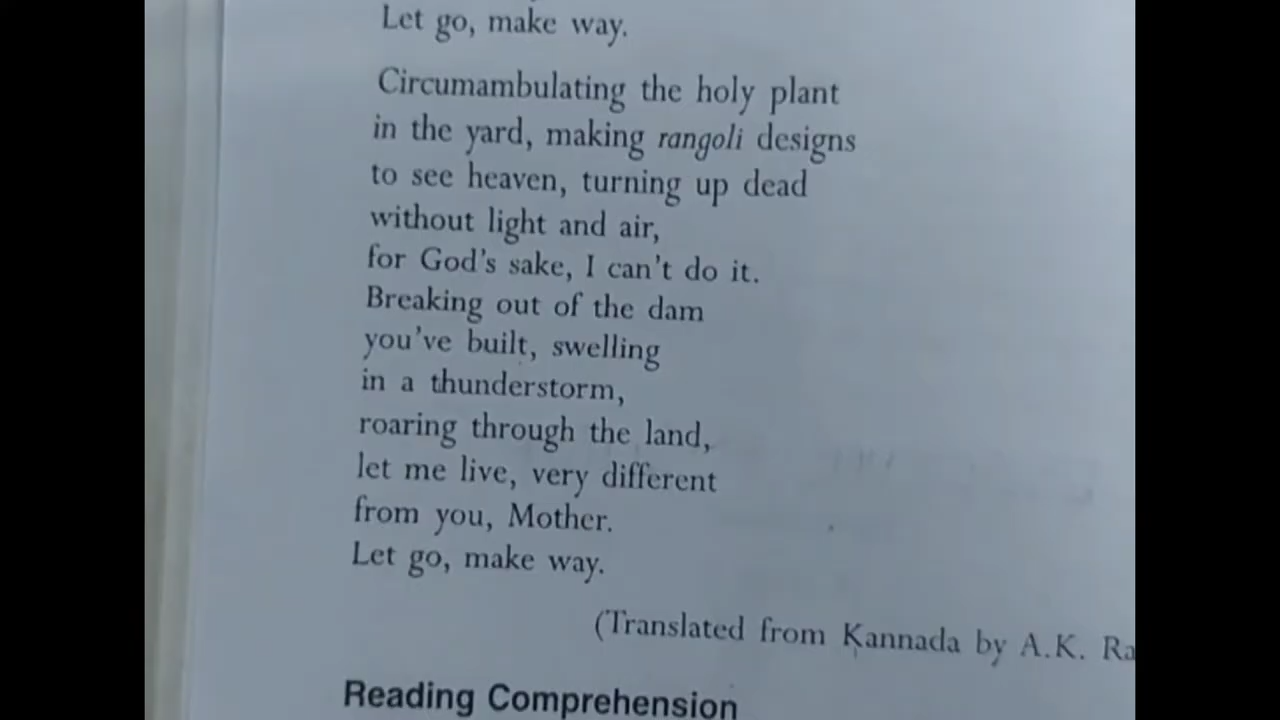 Let go, make way.
Circumambulating the holy plant
in the yard, making rangoli designs
to see heaven, turning up dead
without light and air,
for God's sake, I can't do it.
Breaking out of the dam
you've built, swelling
in a thunderstorm,
roaring through the land,
let me live, very different
from you, Mother.
Let go, make way.
(Translated from Kannada by A.K. Ra
Reading Comprehension